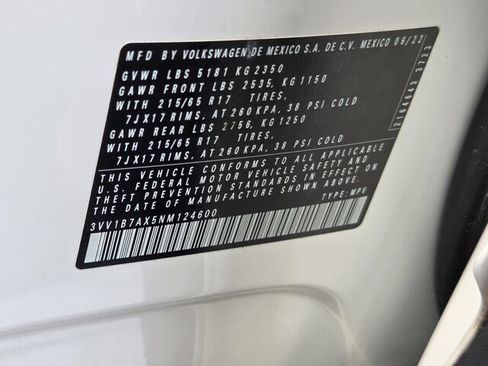 MFD BY VOLKSWAGEN DE MEXICO S.A. DE C.V. MEXICO 06/22
GVWR LBS 5181 KG 2350
GAWR FRONT LBS 2535, KG 1150
WITH 215/65 R17 TIRES,
7JX17 RIMS, AT 260 KPA, 38 PSI COLD
GAWR REAR LBS 2756, KG 1250
WITH 215/65 R17 TIRES,
7JX17 RIMS, AT 260 KPA, 38 PSI COLD
THIS VEHICLE CONFORMS TO ALL APPLICABLE
U.S. FEDERAL MOTOR VEHICLE SAFETY AND
THEFT PREVENTION STANDARDS IN EFFECT ON
THE DATE OF MANUFACTURE SHOWN ABOVE.
3VV1B7AX5NM124600 TYPE: MPV
2164643 3723